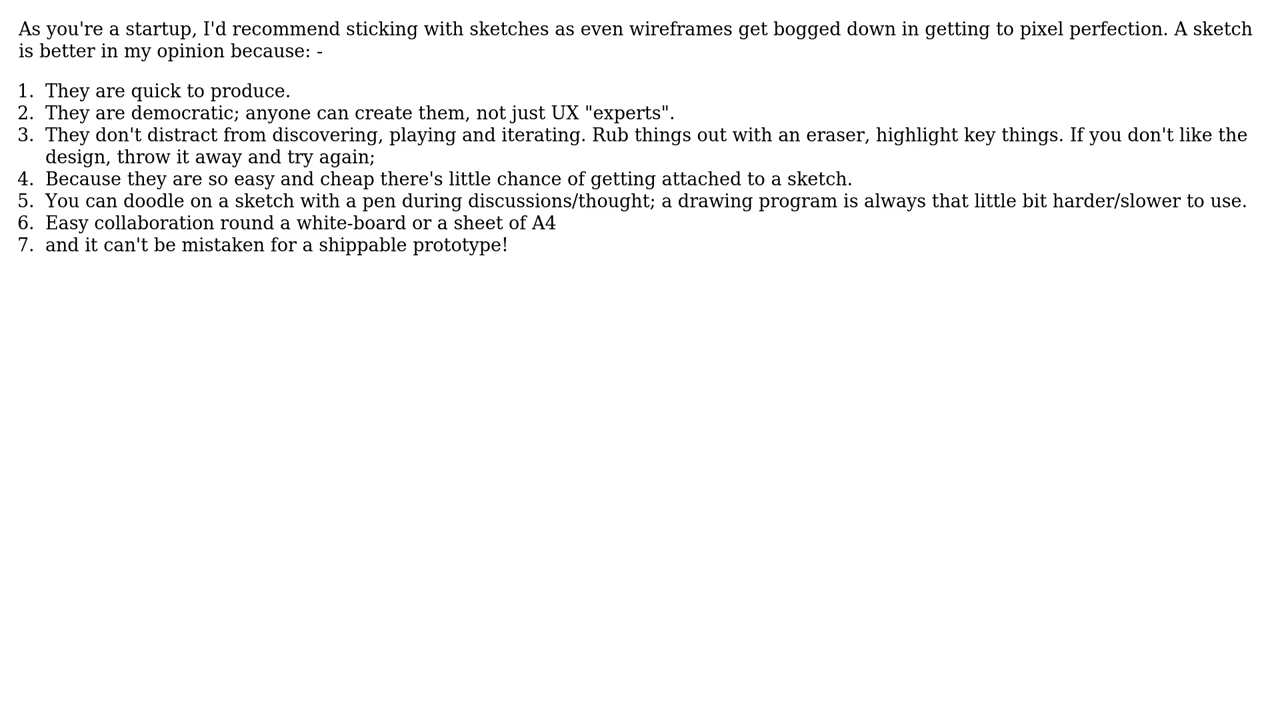 As you're a startup, I'd recommend sticking with sketches as even wireframes get bogged down in getting to pixel perfection. A sketch
is better in my opinion because: -
1. They are quick to produce.
2. They are democratic; anyone can create them, not just UX "experts".
3. They don't distract from discovering, playing and iterating. Rub things out with an eraser, highlight key things. If you don't like the
design, throw it away and try again;
4. Because they are so easy and cheap there's little chance of getting attached to a sketch.
5. You can doodle on a sketch with a pen during discussions/thought; a drawing program is always that little bit harder/slower to use.
6. Easy collaboration round a white-board or a sheet of A4
7. and it can't be mistaken for a shippable prototype!